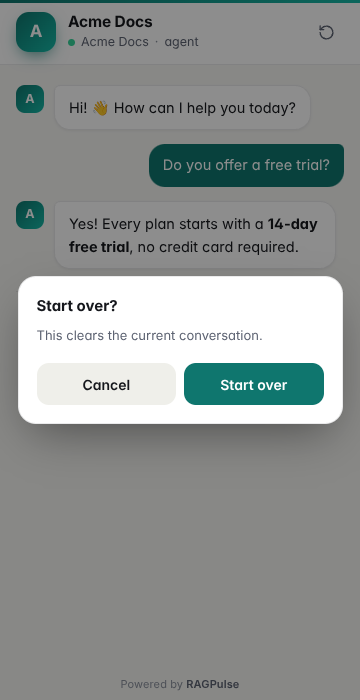 A
Acme Docs
Acme Docs · agent
A
Hi! 👋 How can I help you today?
Do you offer a free trial?
A
Yes! Every plan starts with a 14-day
free trial, no credit card required.
Start over?
This clears the current conversation.
Cancel
Start over
Powered by RAGPulse